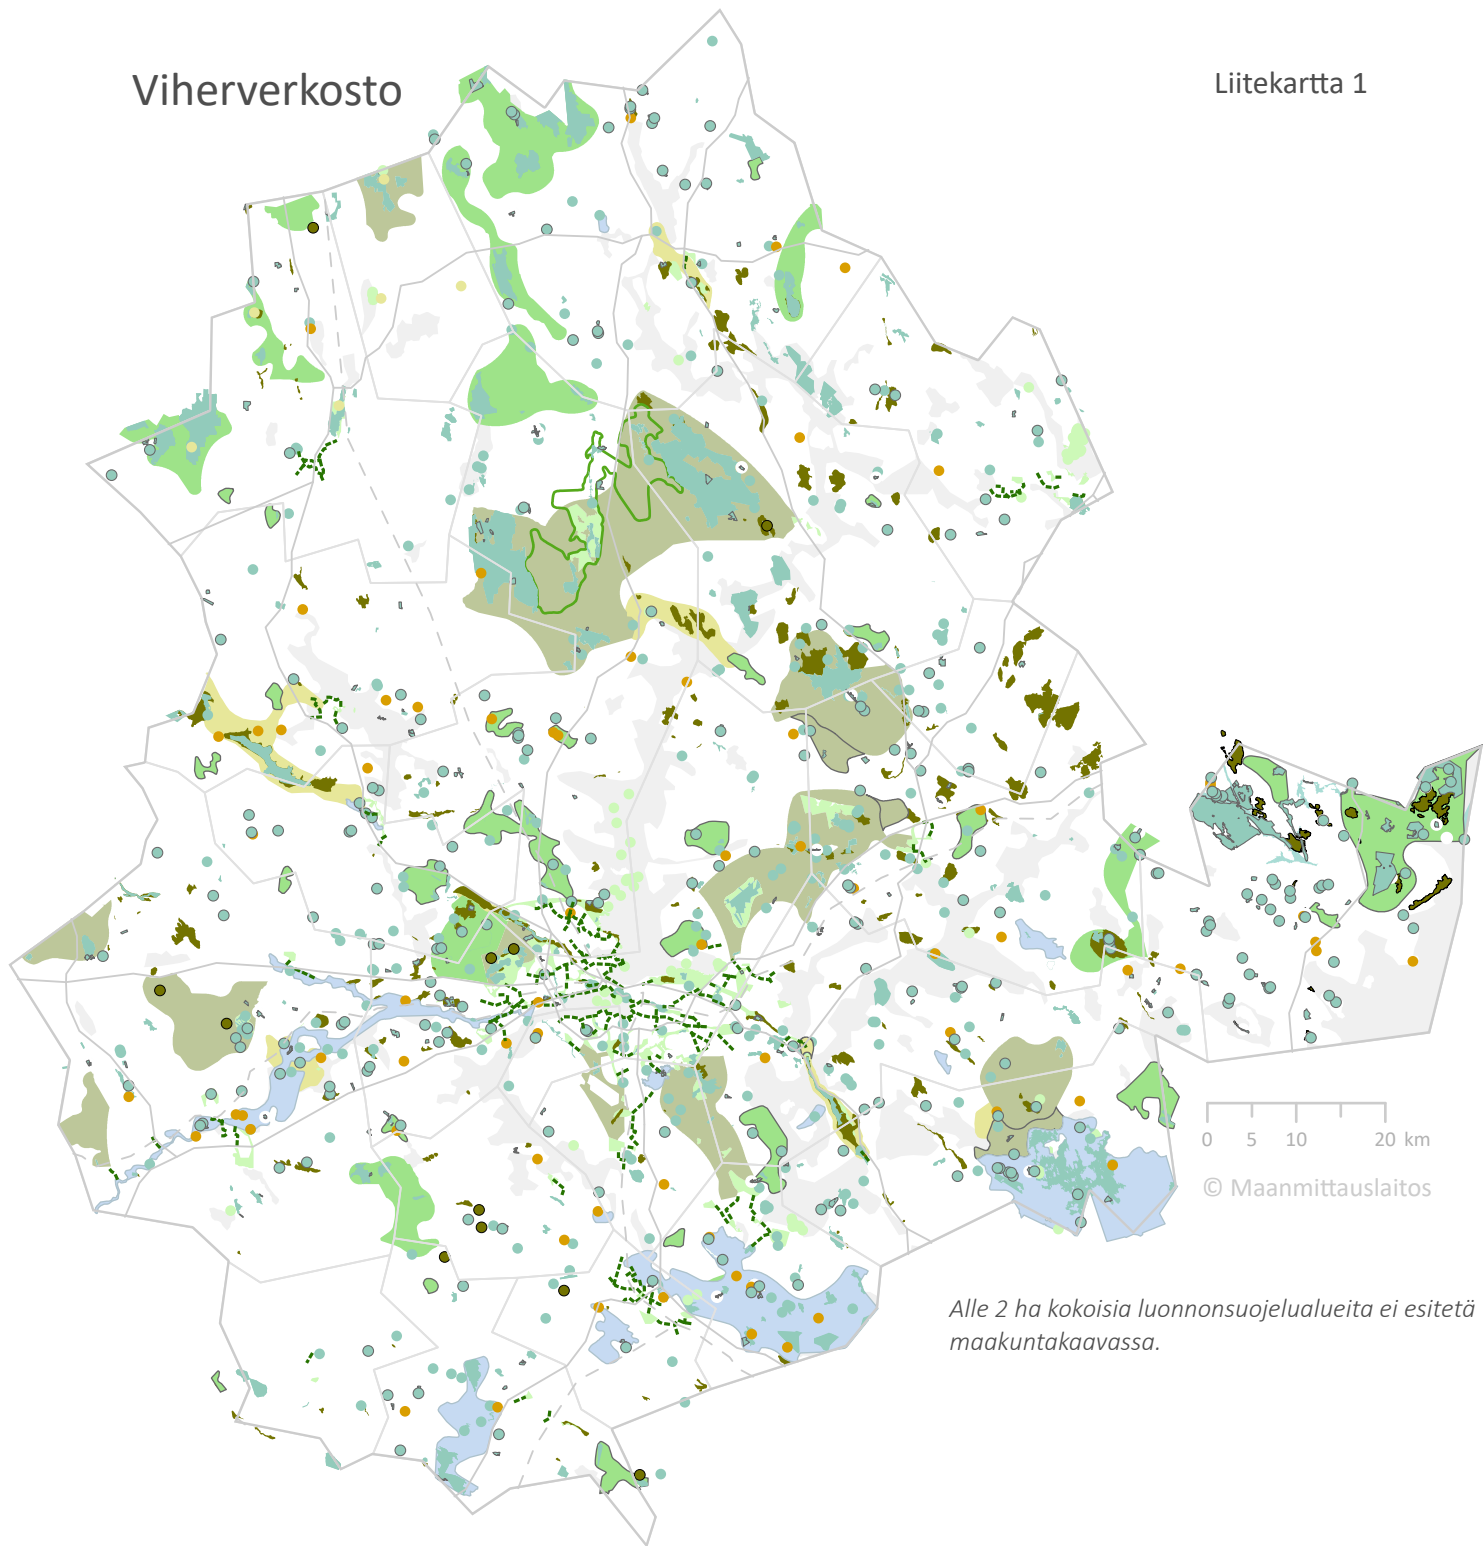 Viherverkosto
Liitekartta 1
0 5 10 20 km
© Maanmittauslaitos
Alle 2 ha kokoisia luonnonsuojelualueita ei esitetä
maakuntakaavassa.